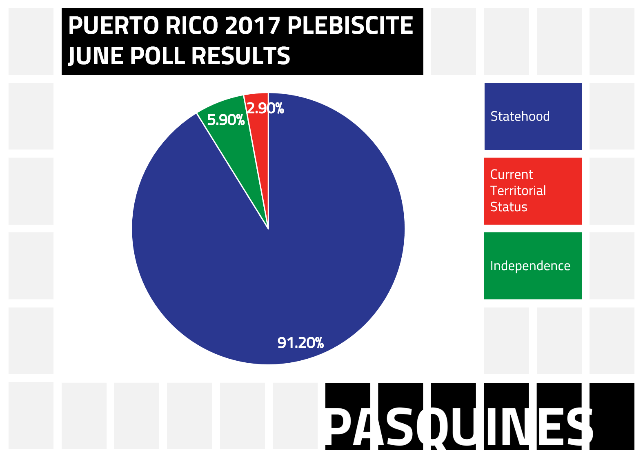 PUERTO RICO 2017 PLEBISCITE
JUNE POLL RESULTS
2.90%
5.90%
91.20%
Statehood
Current
Territorial
Status
Independence
PASQUINES